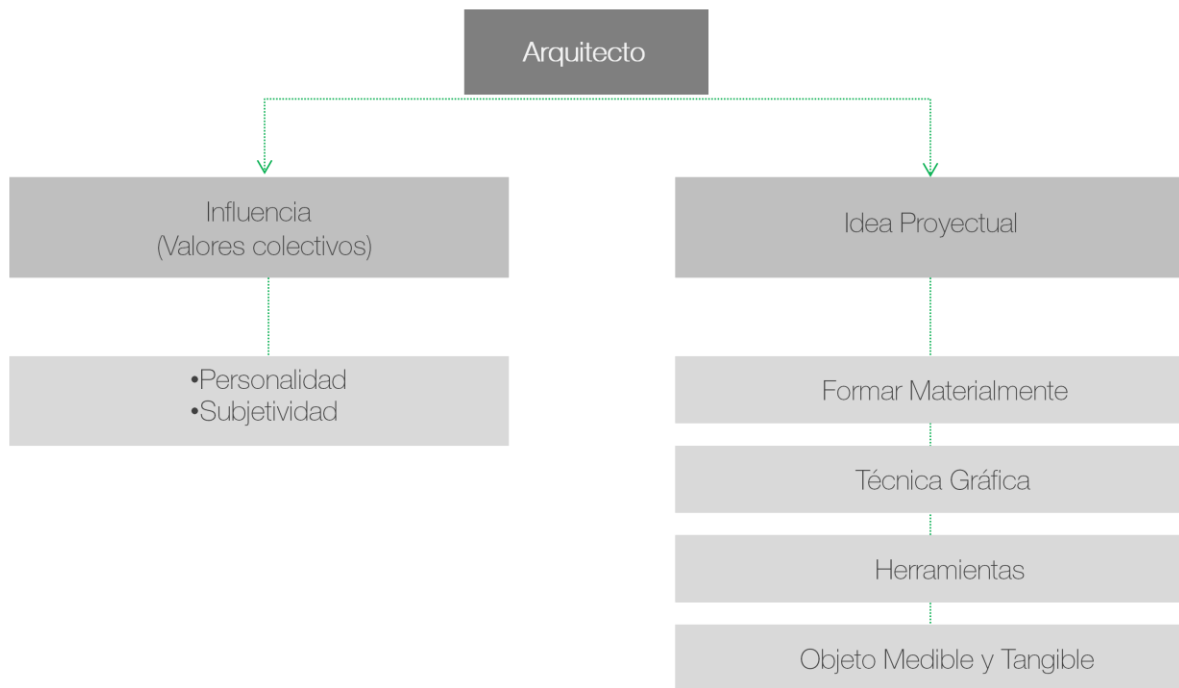 Arquitecto
Influencia
(Valores colectivos)
•Personalidad
•Subjetividad
Idea Proyectual
Formar Materialmente
Técnica Gráfica
Herramientas
Objeto Medible y Tangible